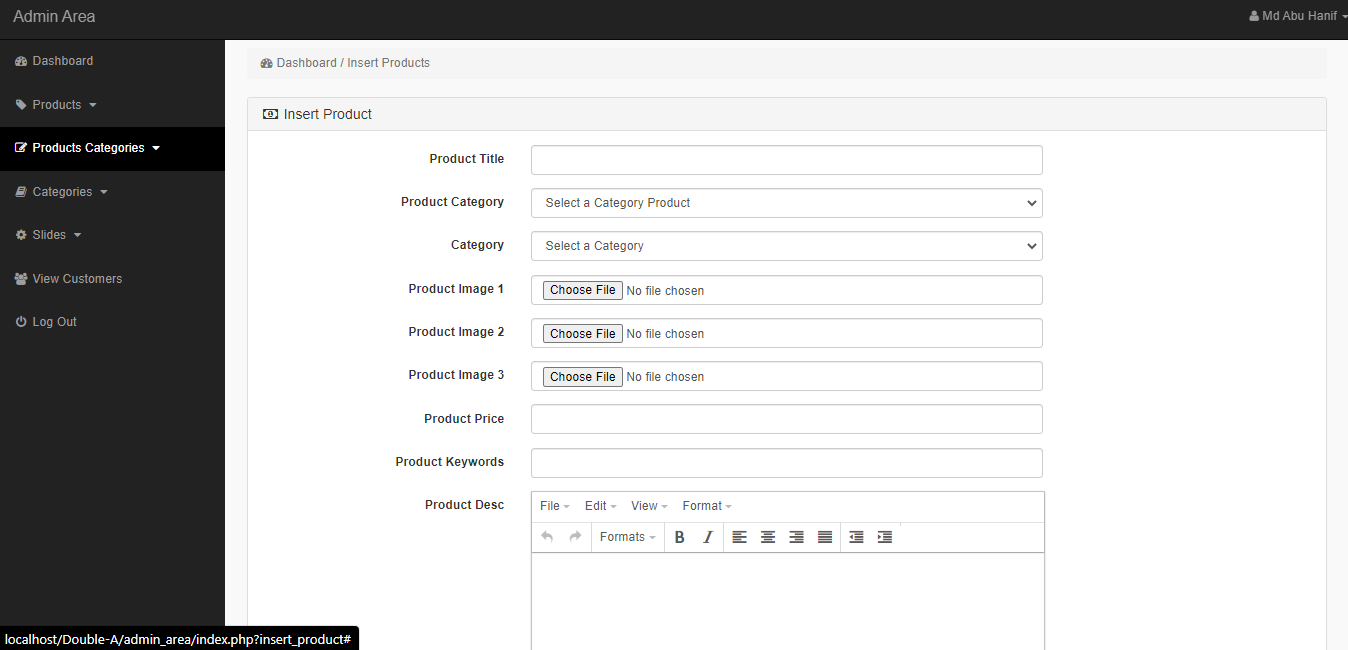 Admin Area
Md Abu Hanif
Dashboard
Products
Products Categories
Categories
Slides
View Customers
Log Out
Dashboard / Insert Products
Insert Product
Product Title
Product Category Select a Category Product
Category Select a Category
Product Image 1 Choose File No file chosen
Product Image 2 Choose File No file chosen
Product Image 3 Choose File No file chosen
Product Price
Product Keywords
Product Desc File Edit View Format
Formats B I
localhost/Double-A/admin_area/index.php?insert_product#